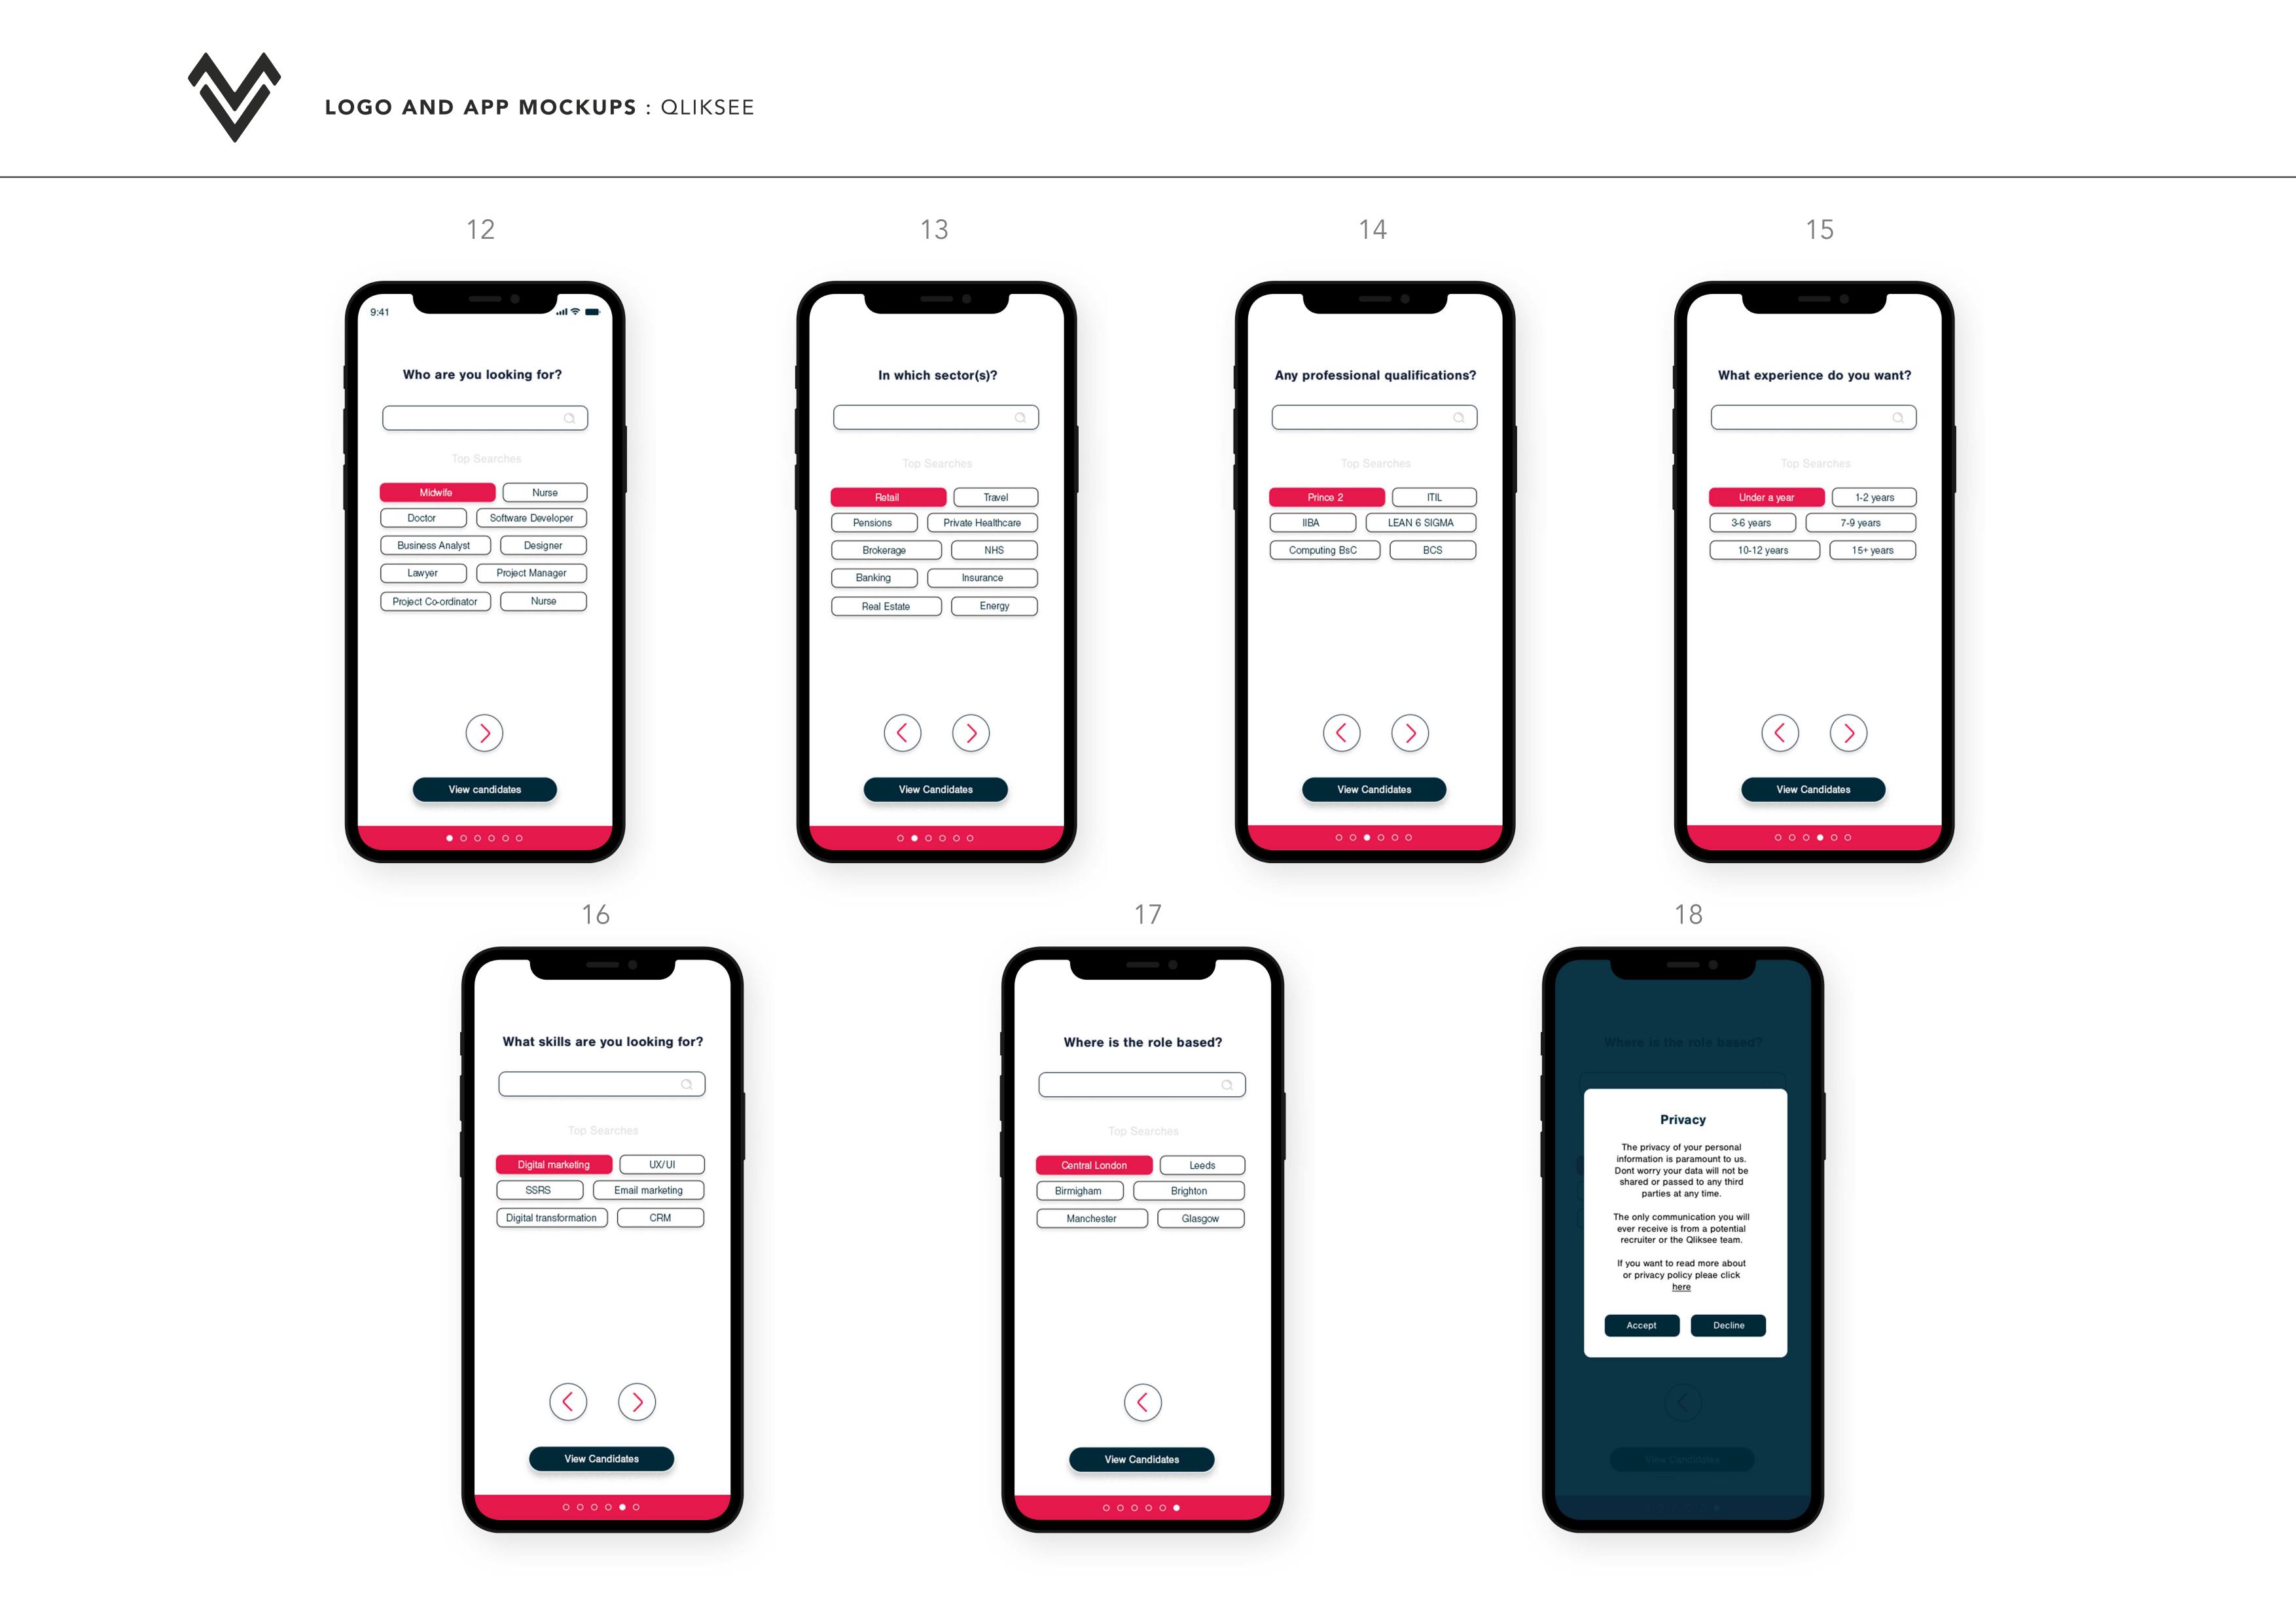 LOGO AND APP MOCKUPS : QLIKSEE
12
9:41
Who are you looking for?
Top Searches
Midwife
Nurse
Doctor
Software Developer
Business Analyst
Designer
Lawyer
Project Manager
Project Co-ordinator
Nurse
View candidates
13
In which sector(s)?
Top Searches
Retail
Travel
Pensions
Private Healthcare
Brokerage
NHS
Banking
Insurance
Real Estate
Energy
View Candidates
14
Any professional qualifications?
Top Searches
Prince 2
ITIL
IIBA
LEAN 6 SIGMA
Computing BsC
BCS
View Candidates
15
What experience do you want?
Top Searches
Under a year
1-2 years
3-6 years
7-9 years
10-12 years
15+ years
View Candidates
16
What skills are you looking for?
Top Searches
Digital marketing
UX/UI
SSRS
Email marketing
Digital transformation
CRM
View Candidates
17
Where is the role based?
Top Searches
Central London
Leeds
Birmigham
Brighton
Manchester
Glasgow
View Candidates
18
Where is the role based?
Privacy
The privacy of your personal
information is paramount to us.
Dont worry your data will not be
shared or passed to any third
parties at any time.
The only communication you will
ever receive is from a potential
recruiter or the Qliksee team.
If you want to read more about
or privacy policy pleae click
here
Accept
Decline
View Candidates